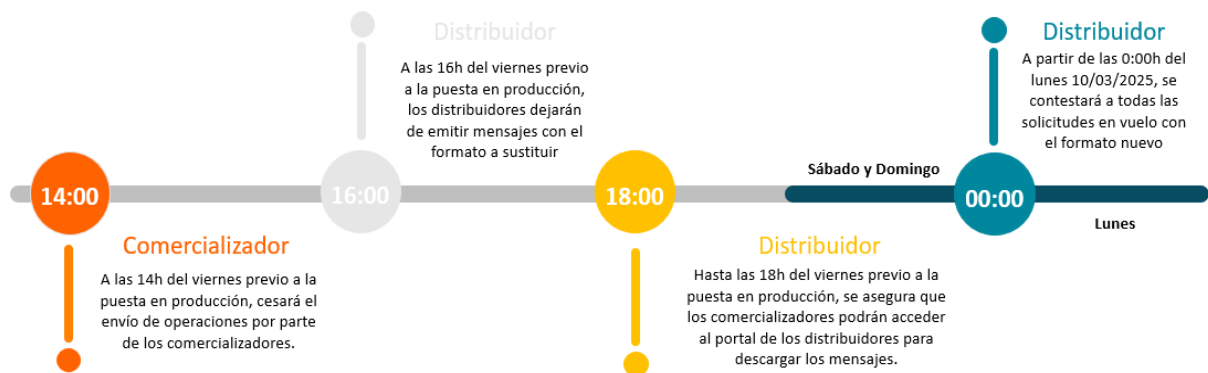 14:00
Comercializador
A las 14h del viernes previo a la
puesta en producción, cesará el
envío de operaciones por parte
de los comercializadores.
Distribuidor
A las 16h del viernes previo
a la puesta en producción,
los distribuidores dejarán
de emitir mensajes con el
formato a sustituir
16:00
18:00
Distribuidor
Hasta las 18h del viernes previo a la
puesta en producción, se asegura que
los comercializadores podrán acceder
al portal de los distribuidores para
descargar los mensajes.
Sábado y Domingo
Distribuidor
A partir de las 0:00h del
lunes 10/03/2025, se
contestará a todas las
solicitudes en vuelo con
el formato nuevo
00:00
Lunes